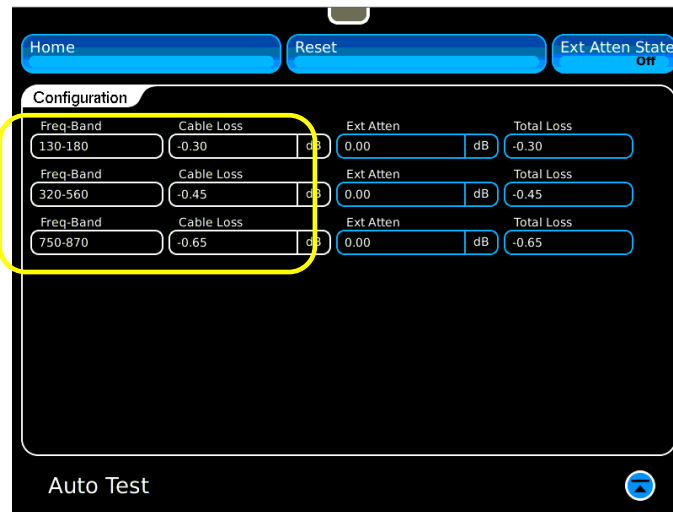 Home Reset Ext Atten State
Off
Configuration
Freq-Band Cable Loss Ext Atten Total Loss
130-180 -0.30 dB 0.00 dB -0.30
Freq-Band Cable Loss Ext Atten Total Loss
320-560 -0.45 dB 0.00 dB -0.45
Freq-Band Cable Loss Ext Atten Total Loss
750-870 -0.65 dB 0.00 dB -0.65
Auto Test